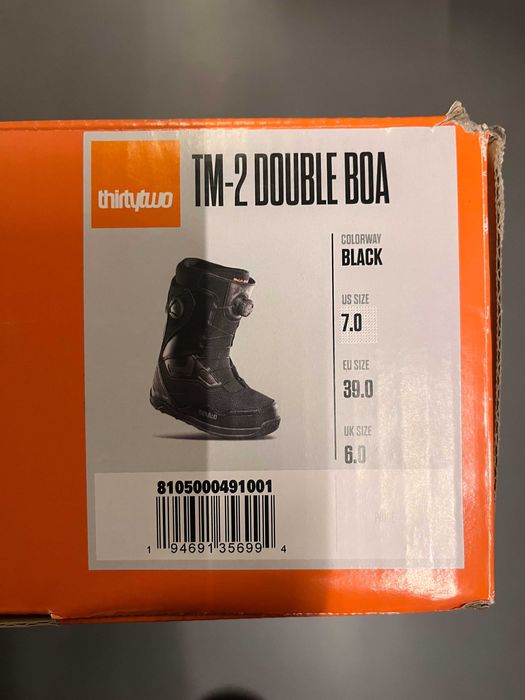 thirtytwo
TM-2 DOUBLE BOA
COLORWAY
BLACK
US SIZE
7.0
EU SIZE
39.0
UK SIZE
6.0
thirtytwo
8105000491001
1 94691 35699 4